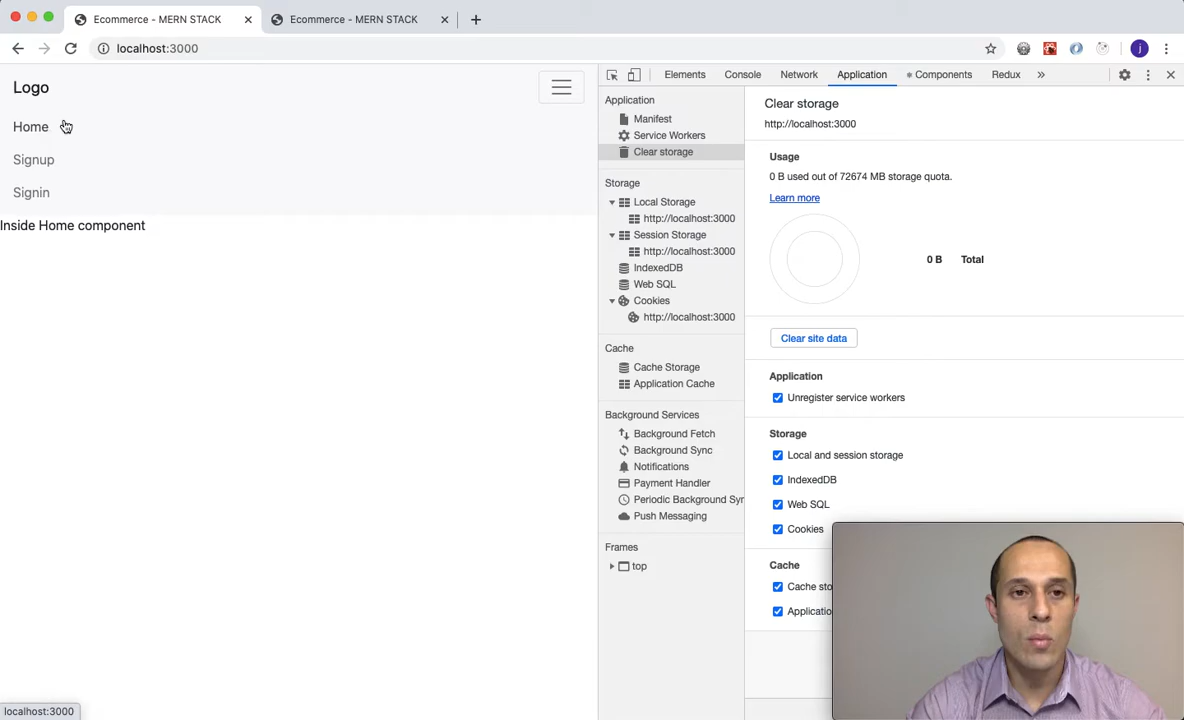 Ecommerce - MERN STACK
Ecommerce - MERN STACK
localhost:3000
j
Logo
Home
Signup
Signin
Inside Home component
localhost:3000
Elements Console Network Application Components Redux
Application
Manifest
Service Workers
Clear storage
Storage
Local Storage
http://localhost:3000
Session Storage
http://localhost:3000
IndexedDB
Web SQL
Cookies
http://localhost:3000
Cache
Cache Storage
Application Cache
Background Services
Background Fetch
Background Sync
Notifications
Payment Handler
Periodic Background Syr
Push Messaging
Frames
top
Clear storage
http://localhost:3000
Usage
0 B used out of 72674 MB storage quota.
Learn more
0 B Total
Clear site data
Application
Unregister service workers
Storage
Local and session storage
IndexedDB
Web SQL
Cookies
Cache
Cache sto
Applicatio